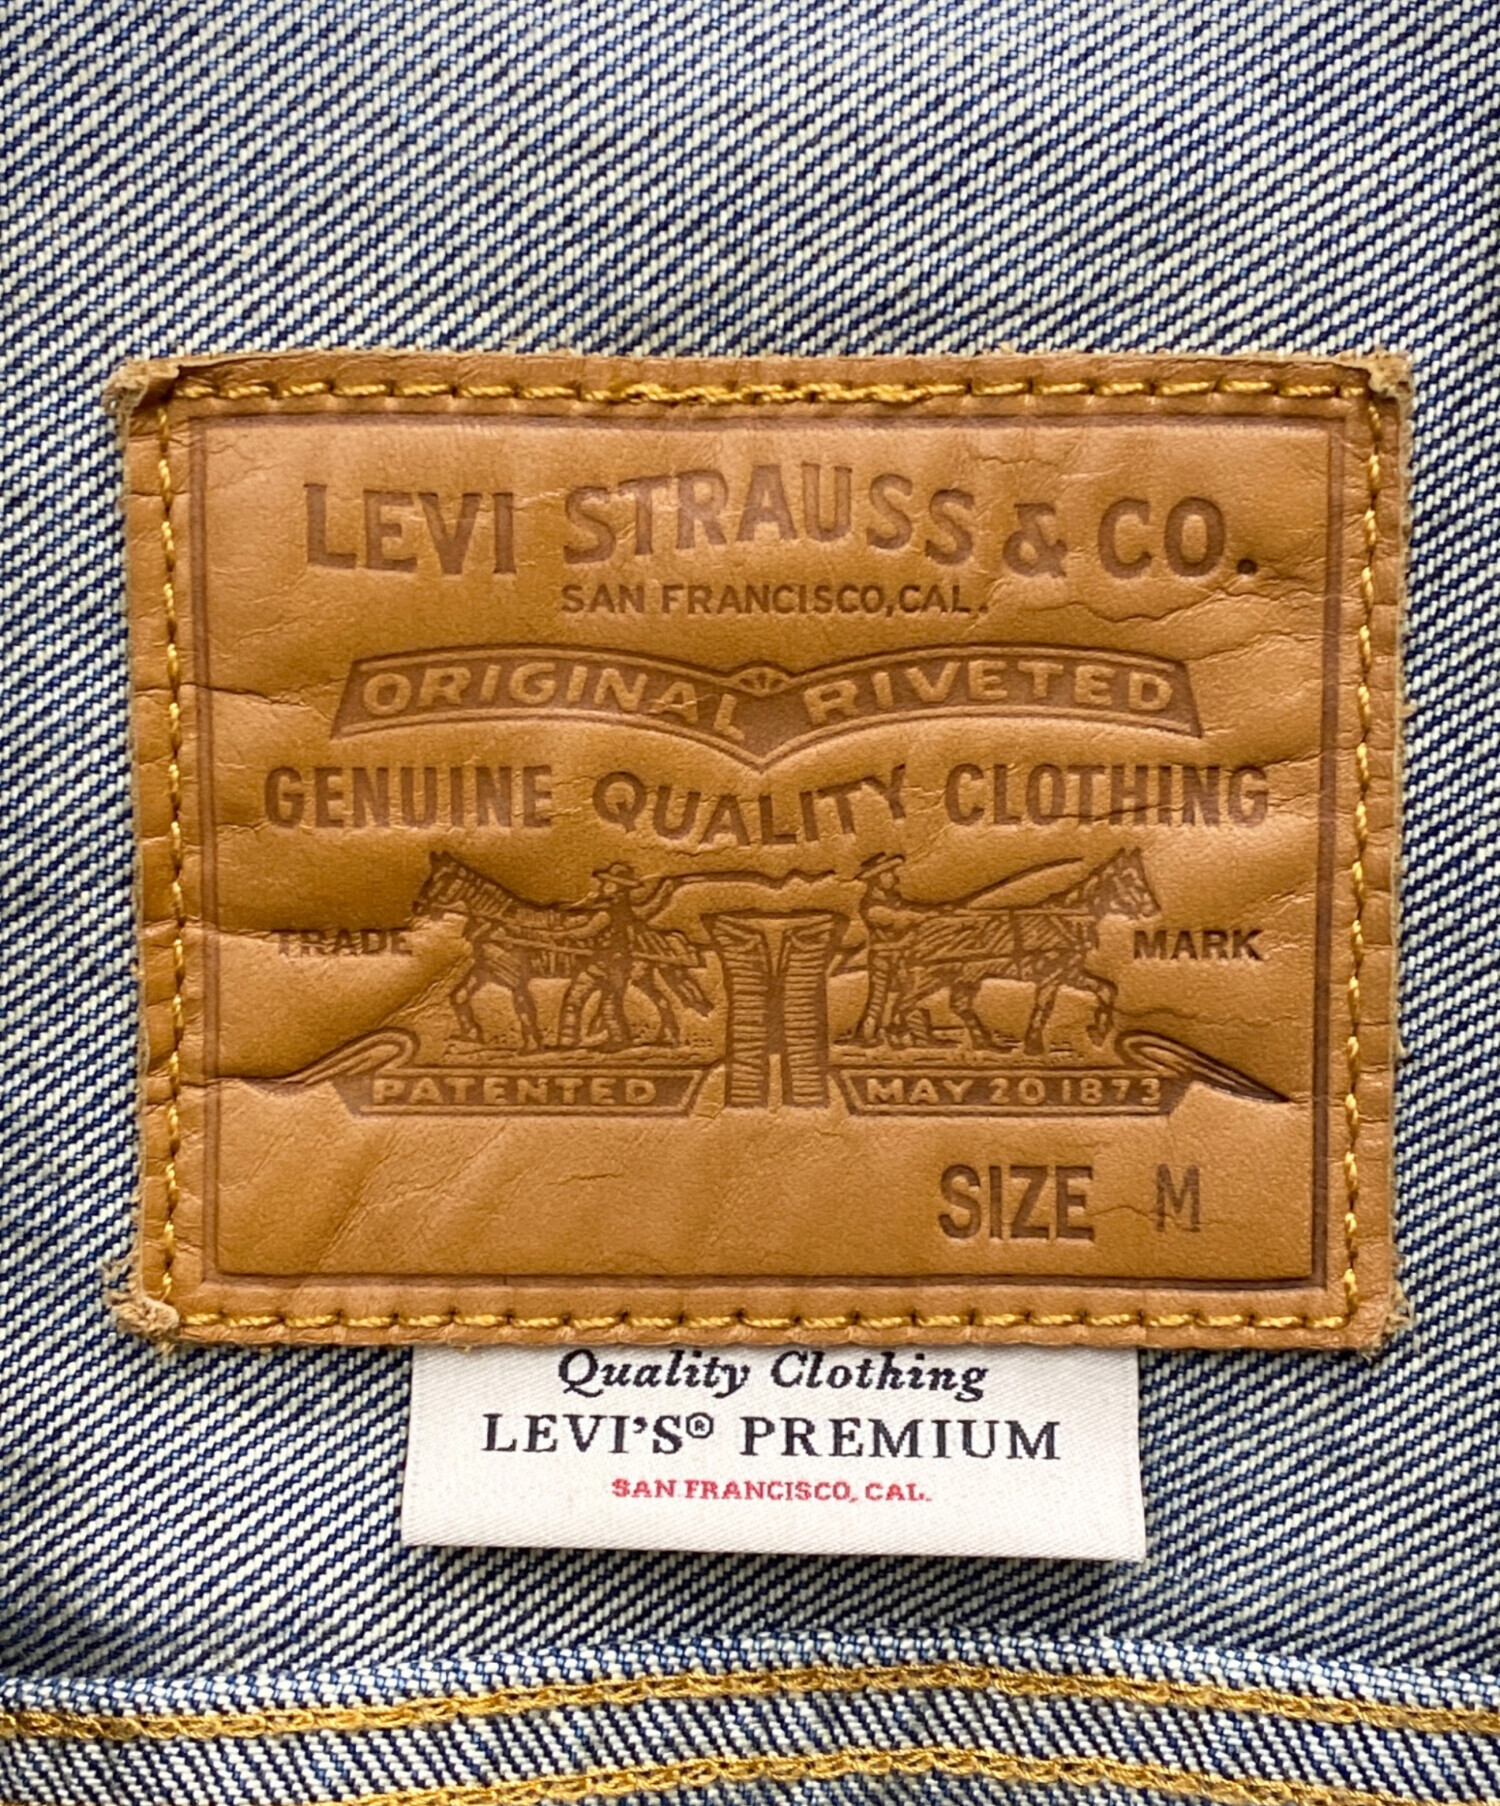 LEVI STRAUSS & CO.
SAN FRANCISCO, CAL.
ORIGINAL RIVETED
GENUINE QUALITY CLOTHING
TRADE MARK
PATENTED MAY 20 1873
SIZE M
Quality Clothing
LEVI'S® PREMIUM
SAN FRANCISCO, CAL.